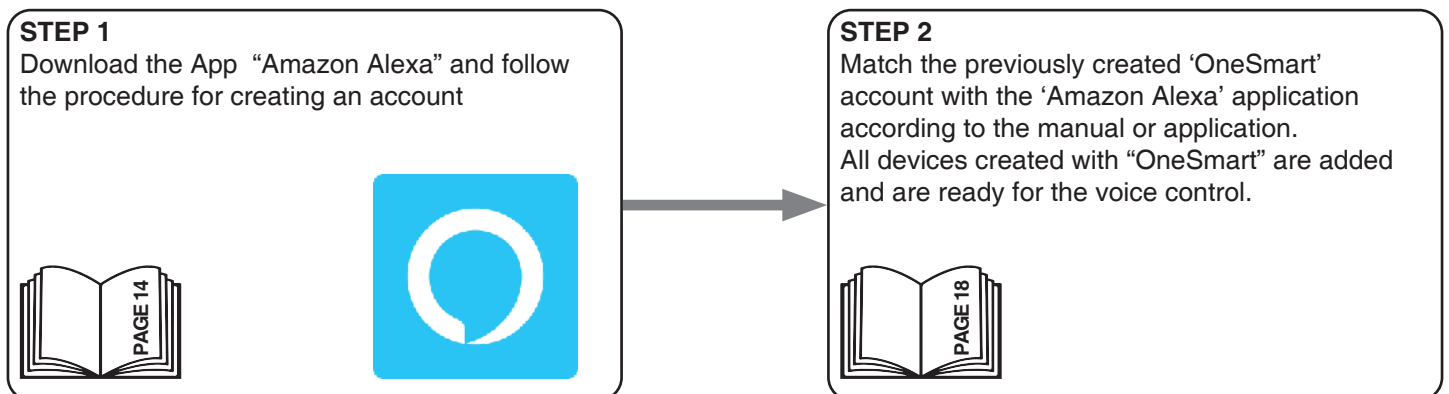 STEP 1
Download the App “Amazon Alexa” and follow
the procedure for creating an account
PAGE 14
STEP 2
Match the previously created ‘OneSmart’
account with the ‘Amazon Alexa’ application
according to the manual or application.
All devices created with “OneSmart” are added
and are ready for the voice control.
PAGE 18